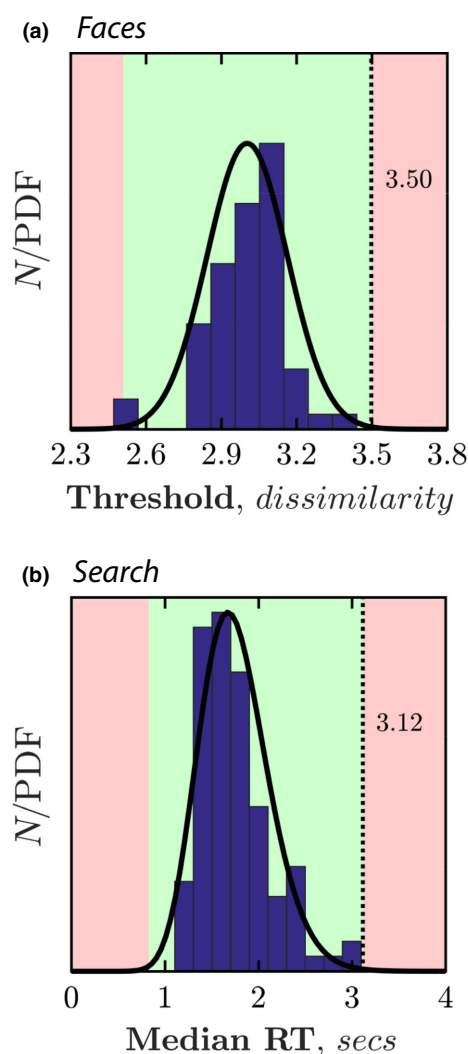 (a) Faces
N/PDF
3.50
2.3 2.6 2.9 3.2 3.5 3.8
Threshold, dissimilarity
(b) Search
N/PDF
3.12
0 1 2 3 4
Median RT, secs